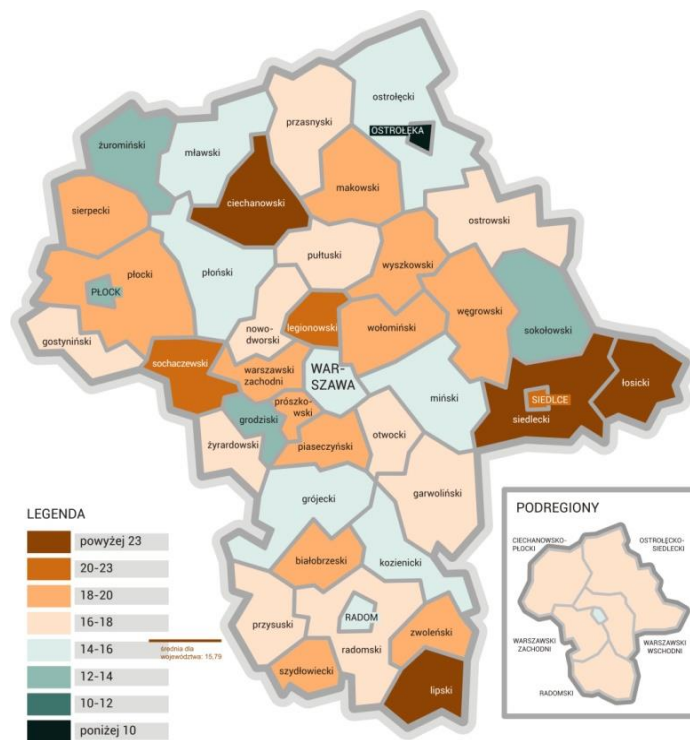 ostrołęcki
OSTROŁĘKA
przasnyski
żuromiński
mławski
ciechanowski
makowski
sierpecki
ostrowski
płocki
PŁOCK
płoński
pułtuski
wyszkowski
węgrowski
sokołowski
gostyniński
nowo-
dworski
legionowski
wołomiński
sochaczewski
warszawski
zachodni
WAR-
SZAWA
miński
SIEDLCE
siedlecki
łosicki
grodziski
prószko-
wski
żyrardowski
piaseczyński
otwocki
garwoliński
grójecki
białobrzeski
kozienicki
przysuski
RADOM
radomski
zwoleński
szydłowiecki
lipski
LEGENDA
powyżej 23
20-23
18-20
16-18
14-16
12-14
10-12
poniżej 10
średnia dla
województwa: 15,79
PODREGIONY
CIECHANOWSKO-
PŁOCKI
OSTROŁĘCKO-
SIEDLECKI
WARSZAWSKI
ZACHODNI
WARSZAWSKI
WSCHODNI
RADOMSKI